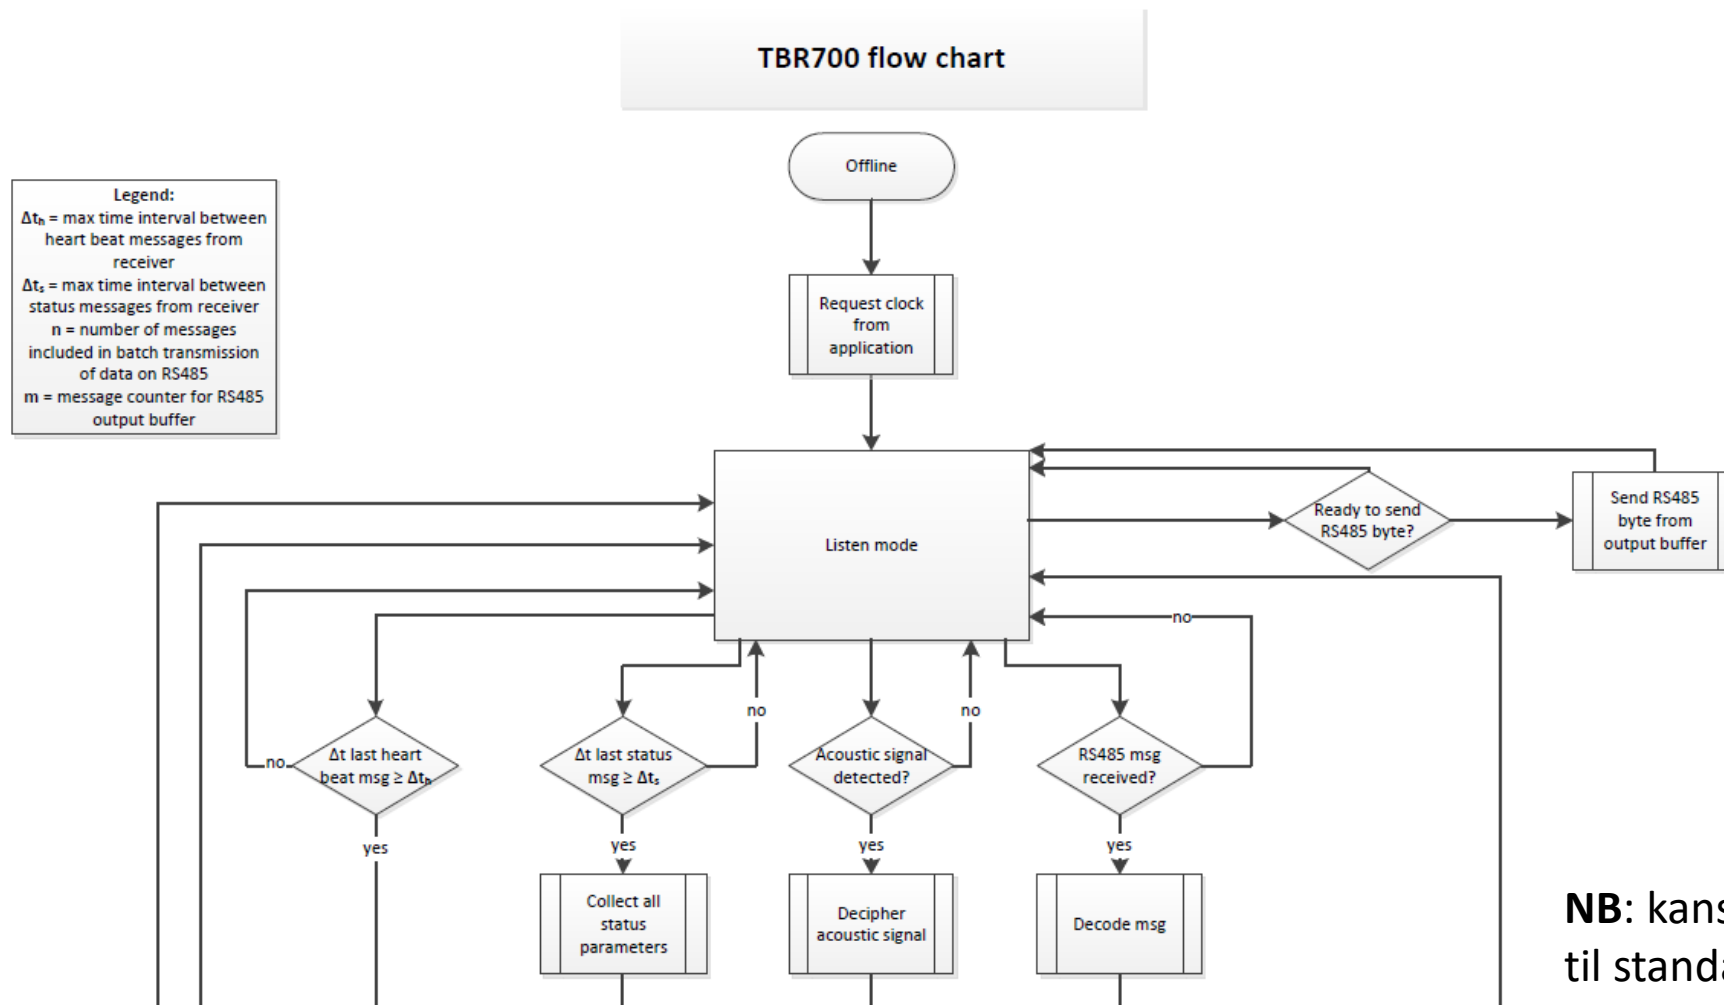 TBR700 flow chart
Offline
Legend:
Δtₕ = max time interval between
heart beat messages from
receiver
Δtₛ = max time interval between
status messages from receiver
n = number of messages
included in batch transmission
of data on RS485
m = message counter for RS485
output buffer
Request clock
from
application
Listen mode
Ready to send
RS485 byte?
Send RS485
byte from
output buffer
no
no
no
no
Δt last heart
beat msg ≥ Δtₕ
Δt last status
msg ≥ Δtₛ
Acoustic signal
detected?
RS485 msg
received?
yes
yes
yes
yes
Collect all
status
parameters
Decipher
acoustic signal
Decode msg
NB:
til